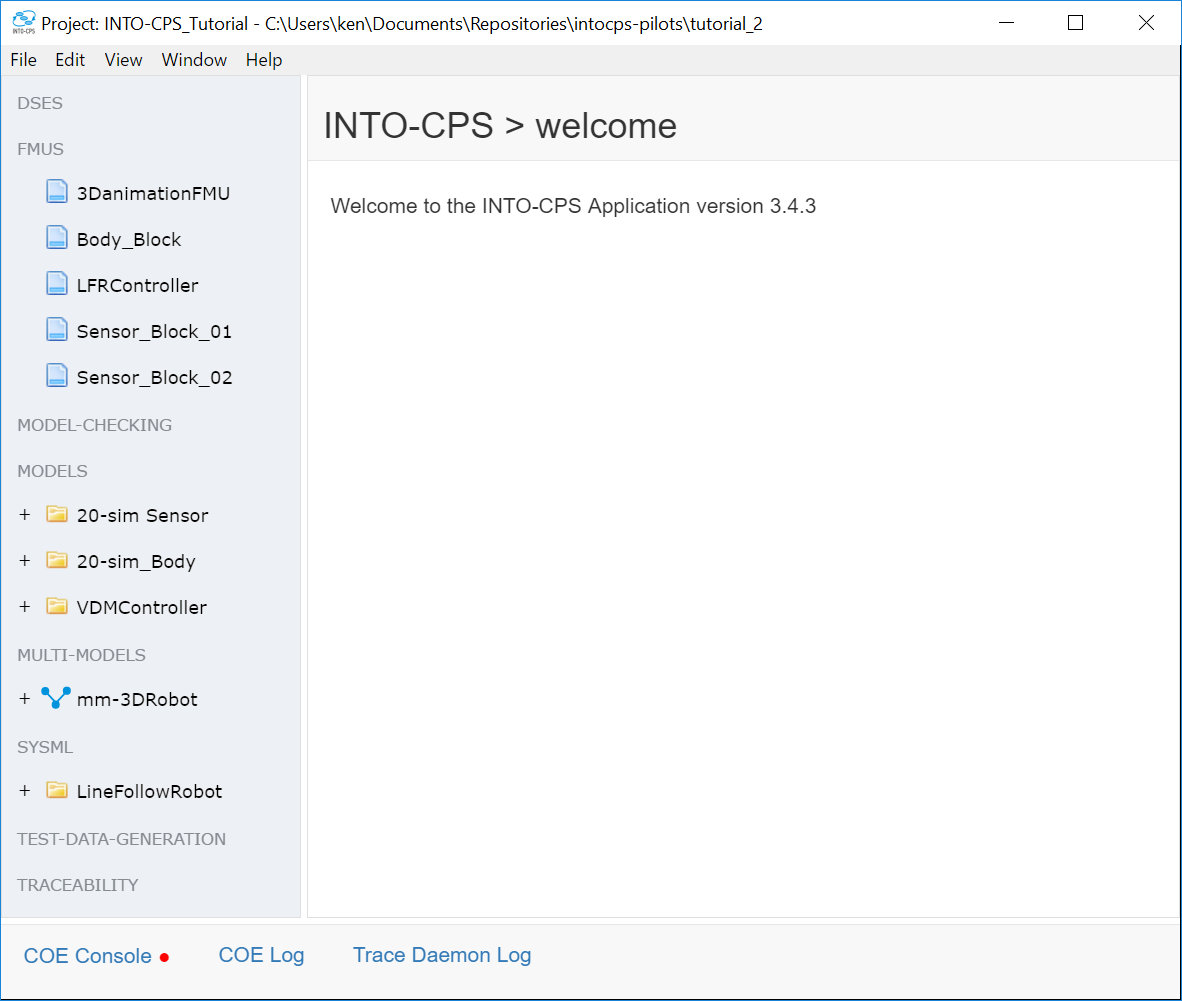 INTO-CPS
Project: INTO-CPS_Tutorial - C:\Users\ken\Documents\Repositories\intocps-pilots\tutorial_2
File Edit View Window Help
DSES
FMUS
3DanimationFMU
Body_Block
LFRController
Sensor_Block_01
Sensor_Block_02
MODEL-CHECKING
MODELS
+ 20-sim Sensor
+ 20-sim_Body
+ VDMController
MULTI-MODELS
+ mm-3DRobot
SYSML
+ LineFollowRobot
TEST-DATA-GENERATION
TRACEABILITY
INTO-CPS > welcome
Welcome to the INTO-CPS Application version 3.4.3
COE Console COE Log Trace Daemon Log